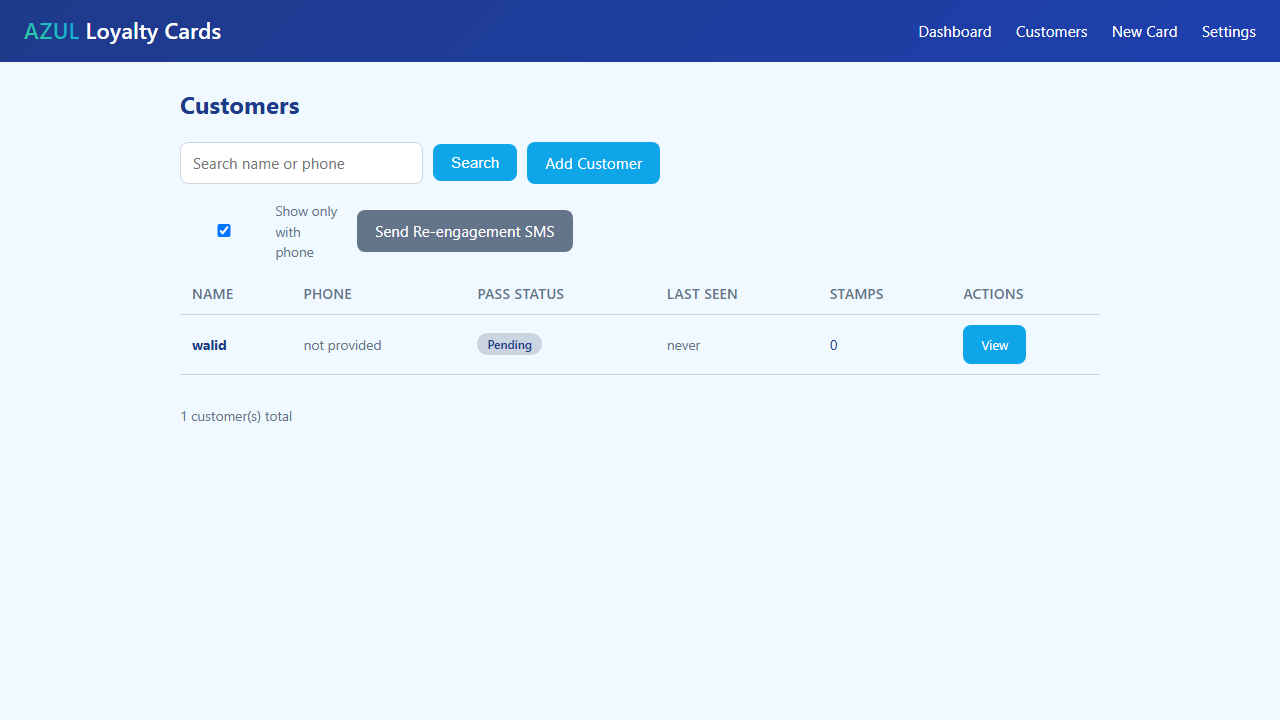 AZUL Loyalty Cards
Dashboard Customers New Card Settings
Customers
Search name or phone Search Add Customer
Show only
with
phone
Send Re-engagement SMS
NAME PHONE PASS STATUS LAST SEEN STAMPS ACTIONS
walid not provided Pending never 0 View
1 customer(s) total